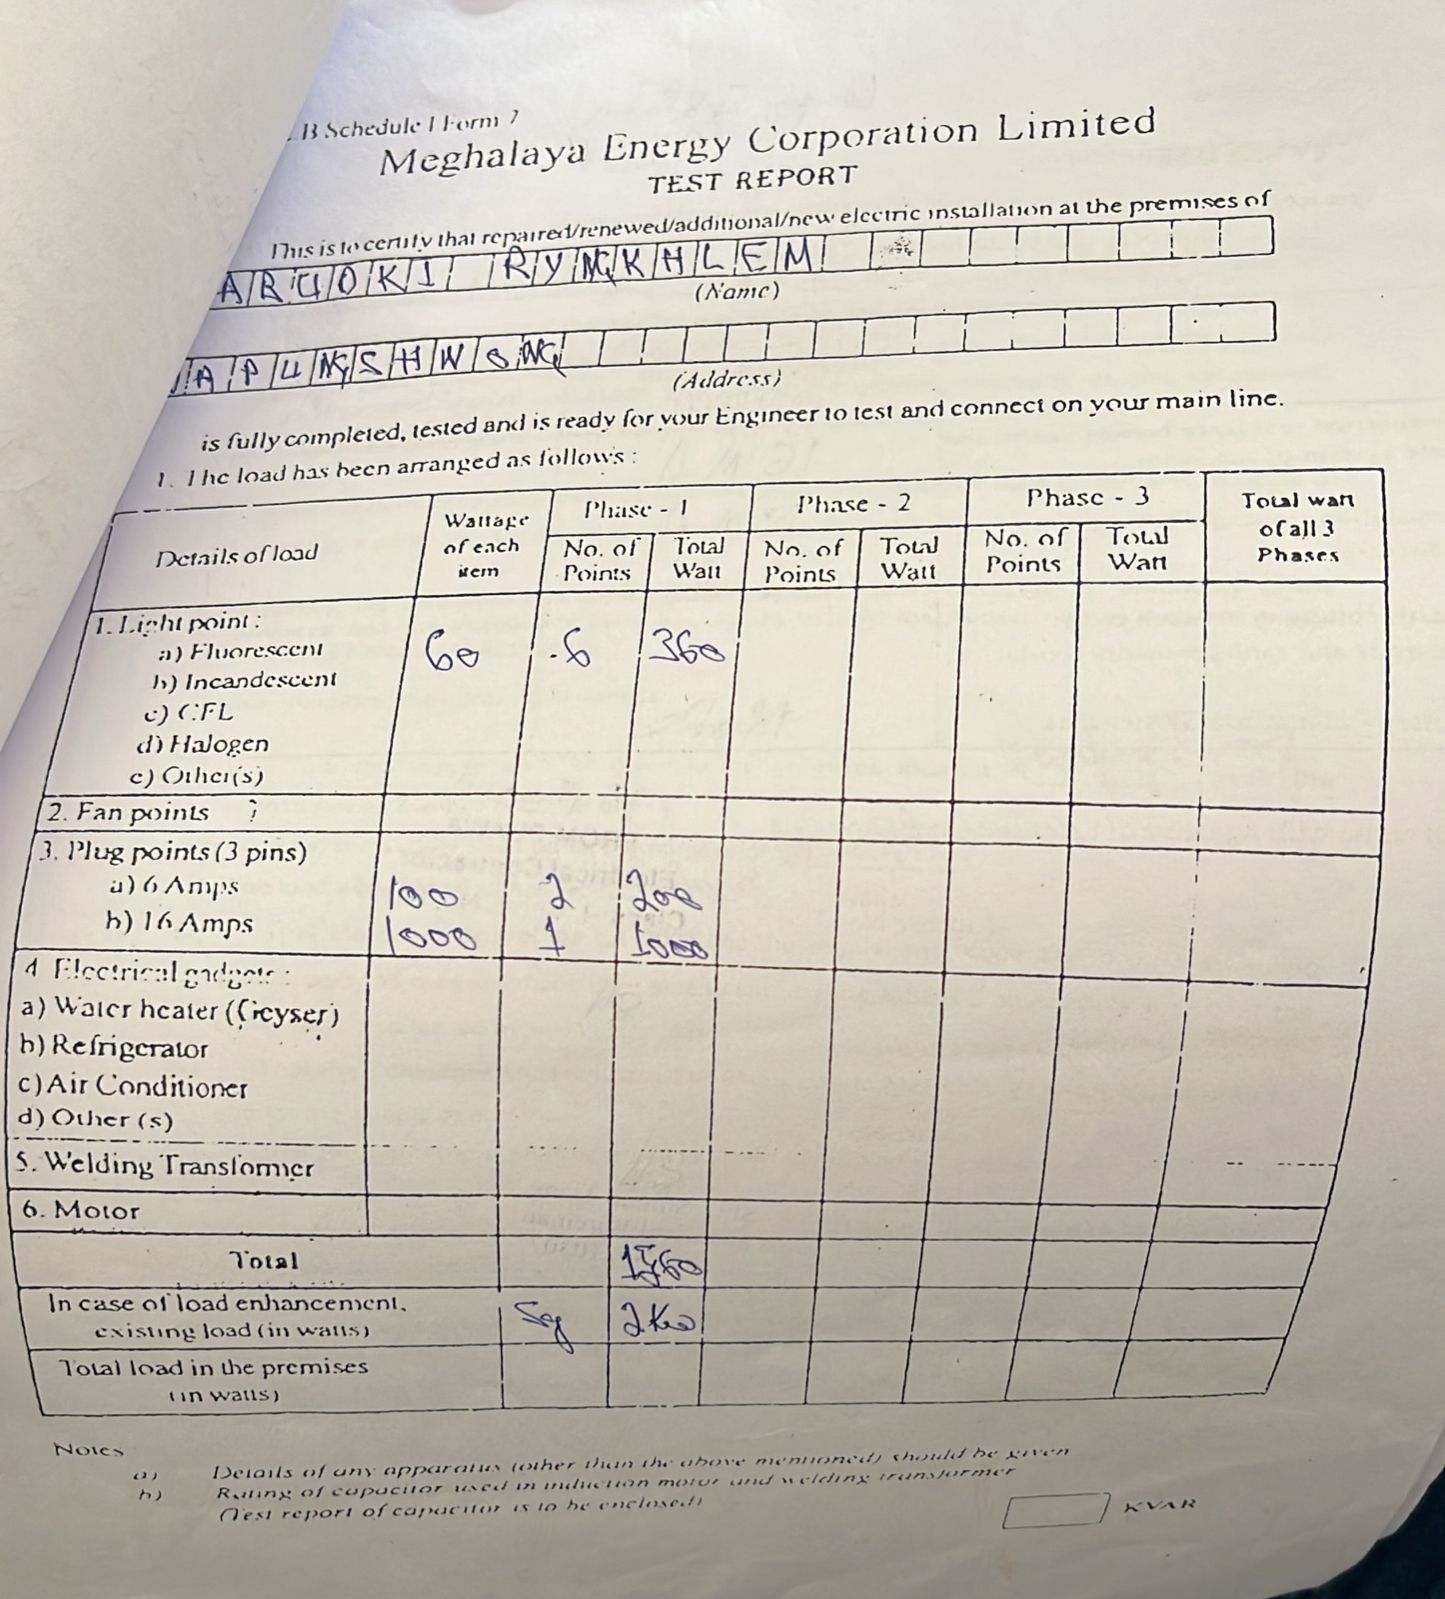 B Schedule I Form 7
Meghalaya Energy Corporation Limited
TEST REPORT
This is to certify that repaired/renewed/additional/new electric installation at the premises of
RYNGKHLEM
(Name)
(Address)
is fully completed, tested and is ready for your Engineer to test and connect on your main line.
1. The load has been arranged as follows :
Details of load
Wattage of each item
Phase - 1
Phase - 2
Phase - 3
Total watt of all 3 Phases
No. of Points
Total Watt
No. of Points
Total Watt
No. of Points
Total Watt
1. Light point :
a) Fluorescent 60 6 360
b) Incandescent
c) CFL
d) Halogen
e) Other(s)
2. Fan points
3. Plug points (3 pins)
a) 6 Amps 100 2 200
b) 16 Amps 1000 1 1000
4 Electrical gadgets :
a) Water heater (Geyser)
b) Refrigerator
c) Air Conditioner
d) Other (s)
5. Welding Transformer
6. Motor
Total
In case of load enhancement,
existing load (in watts)
Total load in the premises
(in watts)
Notes
a) Details of any apparatus (other than the above mentioned) should be given
b) Rating of capacitor used in induction motor and welding transformer
(Test report of capacitor is to be enclosed)
KVAR